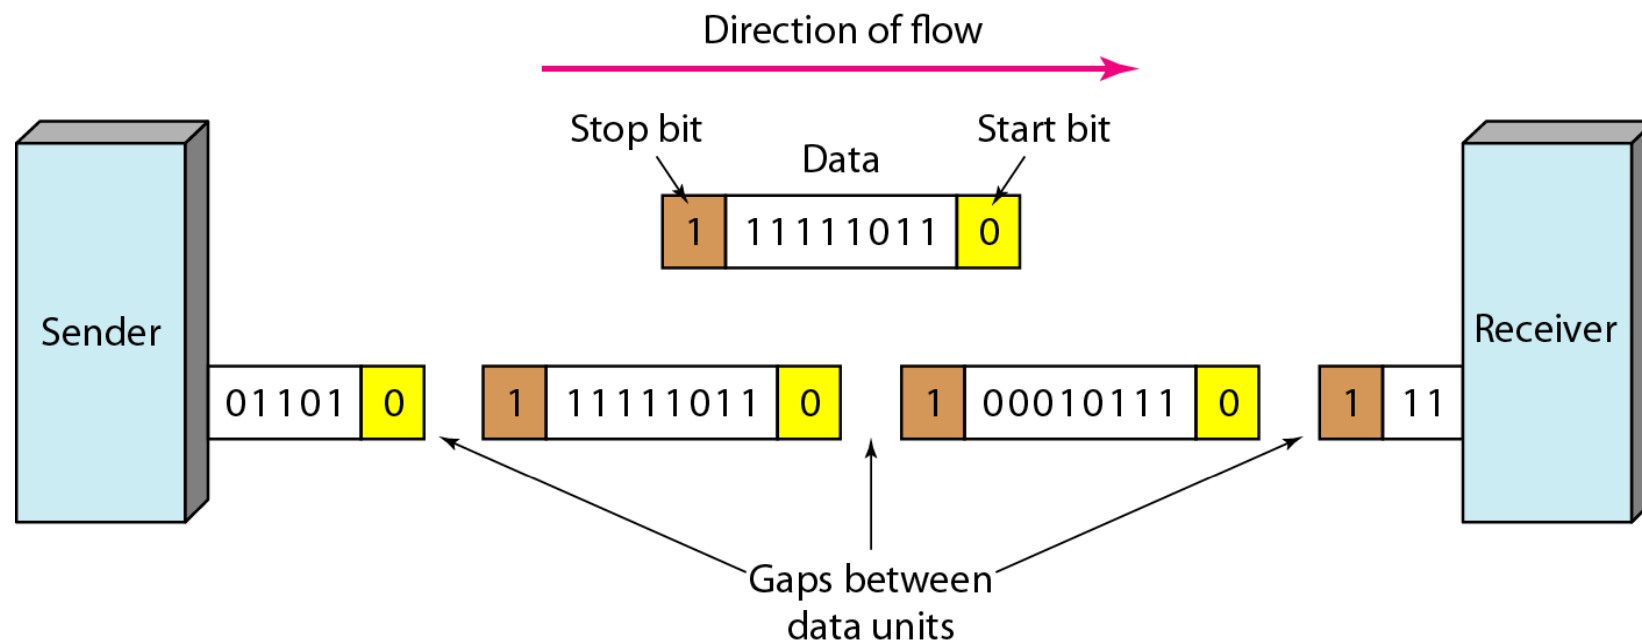 Direction of flow
Stop bit
Start bit
Data
1 11111011 0
Sender
Receiver
01101 0 1 11111011 0 1 00010111 0 1 11
Gaps between
data units